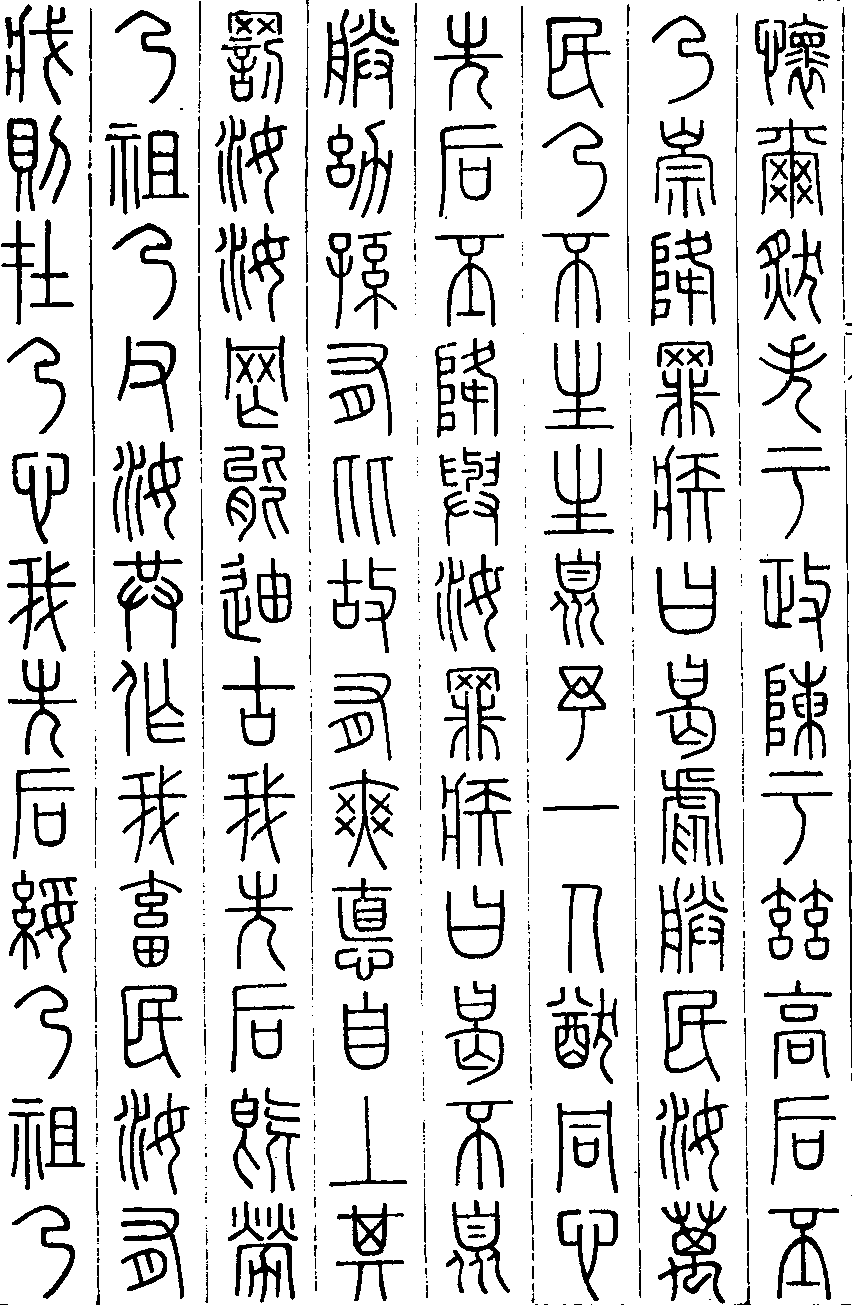 懷爾然失于政陳于茲高后丕
乃崇降罪疾曰曷虐朕民汝萬
民乃不生生暨予一人猷同心
先后丕降與汝罪疾曰曷不暨
朕幼孫有比故有爽德自上其
罰汝汝罔能迪古我先后既勞
乃祖乃父汝共作我畜民汝有
戕則在乃心我先后綏乃祖乃